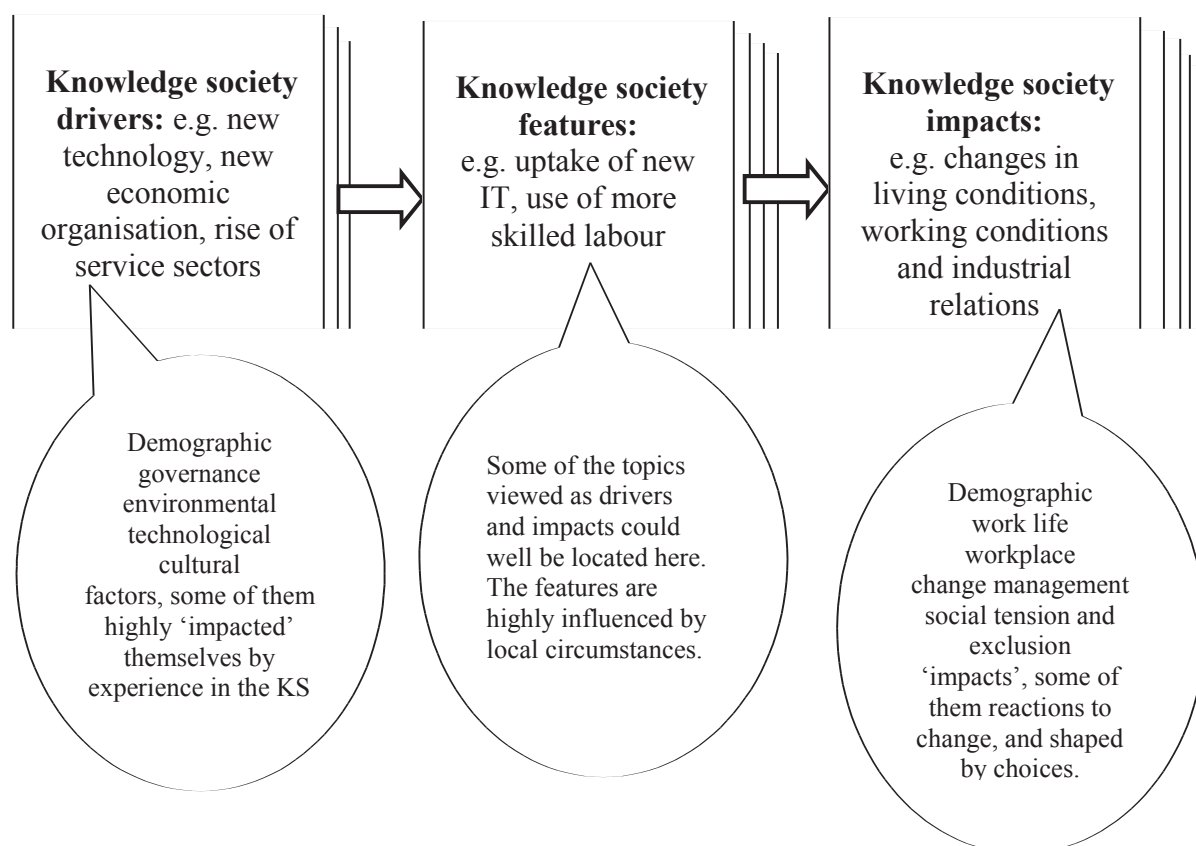 Knowledge society
drivers: e.g. new
technology, new
economic
organisation, rise of
service sectors
Knowledge society
features:
e.g. uptake of new
IT, use of more
skilled labour
Knowledge society
impacts:
e.g. changes in
living conditions,
working conditions
and industrial
relations
Demographic
governance
environmental
technological
cultural
factors, some of them
highly ‘impacted’
themselves by
experience in the KS
Some of the topics
viewed as drivers
and impacts could
well be located here.
The features are
highly influenced by
local circumstances.
Demographic
work life
workplace
change management
social tension and
exclusion
‘impacts’, some of
them reactions to
change, and shaped
by choices.